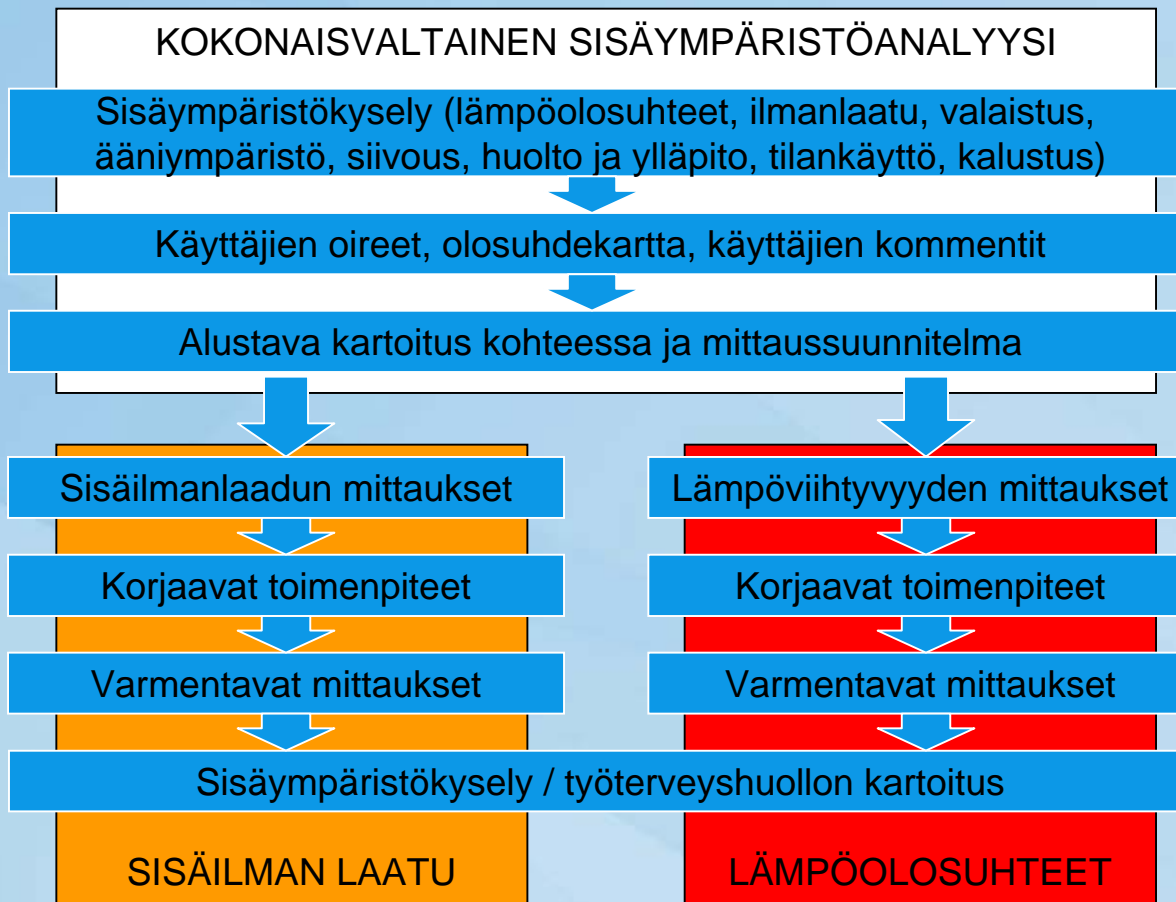 KOKONAISVALTAINEN SISÄYMPÄRISTÖANALYYSI
Sisäympäristökysely (lämpöolosuhteet, ilmanlaatu, valaistus,
ääniympäristö, siivous, huolto ja ylläpito, tilankäyttö, kalustus)
Käyttäjien oireet, olosuhdekartta, käyttäjien kommentit
Alustava kartoitus kohteessa ja mittaussuunnitelma
Sisäilmanlaadun mittaukset
Korjaavat toimenpiteet
Varmentavat mittaukset
Lämpöviihtyvyyden mittaukset
Korjaavat toimenpiteet
Varmentavat mittaukset
Sisäympäristökysely / työterveyshuollon kartoitus
SISÄILMAN LAATU
LÄMPÖOLOSUHTEET